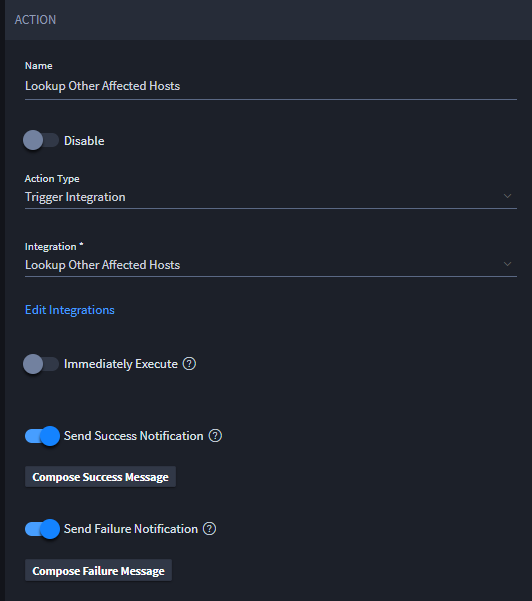 ACTION
Name
Lookup Other Affected Hosts
Disable
Action Type
Trigger Integration
Integration *
Lookup Other Affected Hosts
Edit Integrations
Immediately Execute ?
Send Success Notification ?
Compose Success Message
Send Failure Notification ?
Compose Failure Message